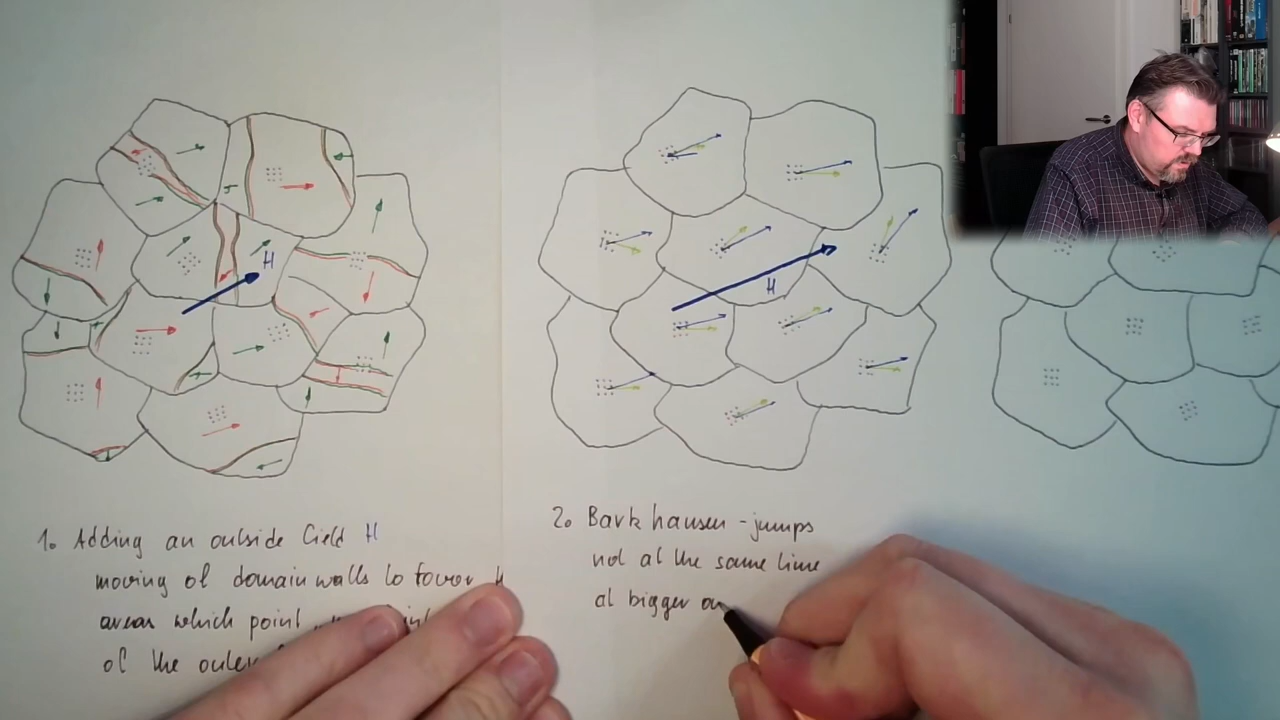 H
H
1. Adding an outside field H
moving of domain walls to favor
areas which point
of the outer
2. Barkhausen-jumps
not at the same time
at bigger